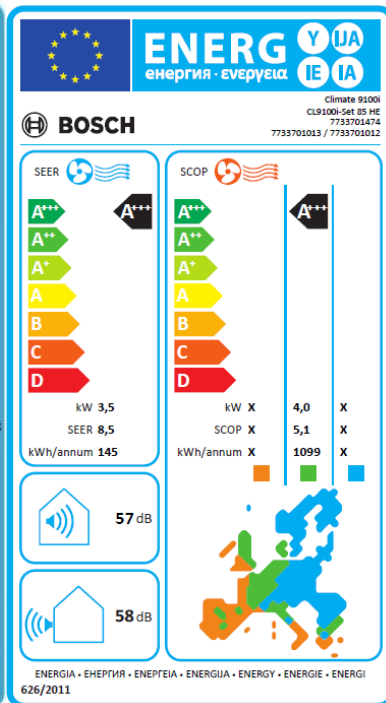 ENERG Y IJA
енергия · ενεργεια IE IA
Climate 9100i
CL9100i-Set 85 HE
7733701474
7733701013 / 7733701012
BOSCH
SEER
A+++ A+++
A++
A+
A
B
C
D
kW 3,5
SEER 8,5
kWh/annum 145
SCOP
A+++ A+++
A++
A+
A
B
C
D
kW X 4,0 X
SCOP X 5,1 X
kWh/annum X 1099 X
57 dB
58 dB
ENERGIA • ЕНЕРГИЯ • ΕΝΕΡΓΕΙΑ • ENERGIJA • ENERGY • ENERGIE • ENERGI
626/2011